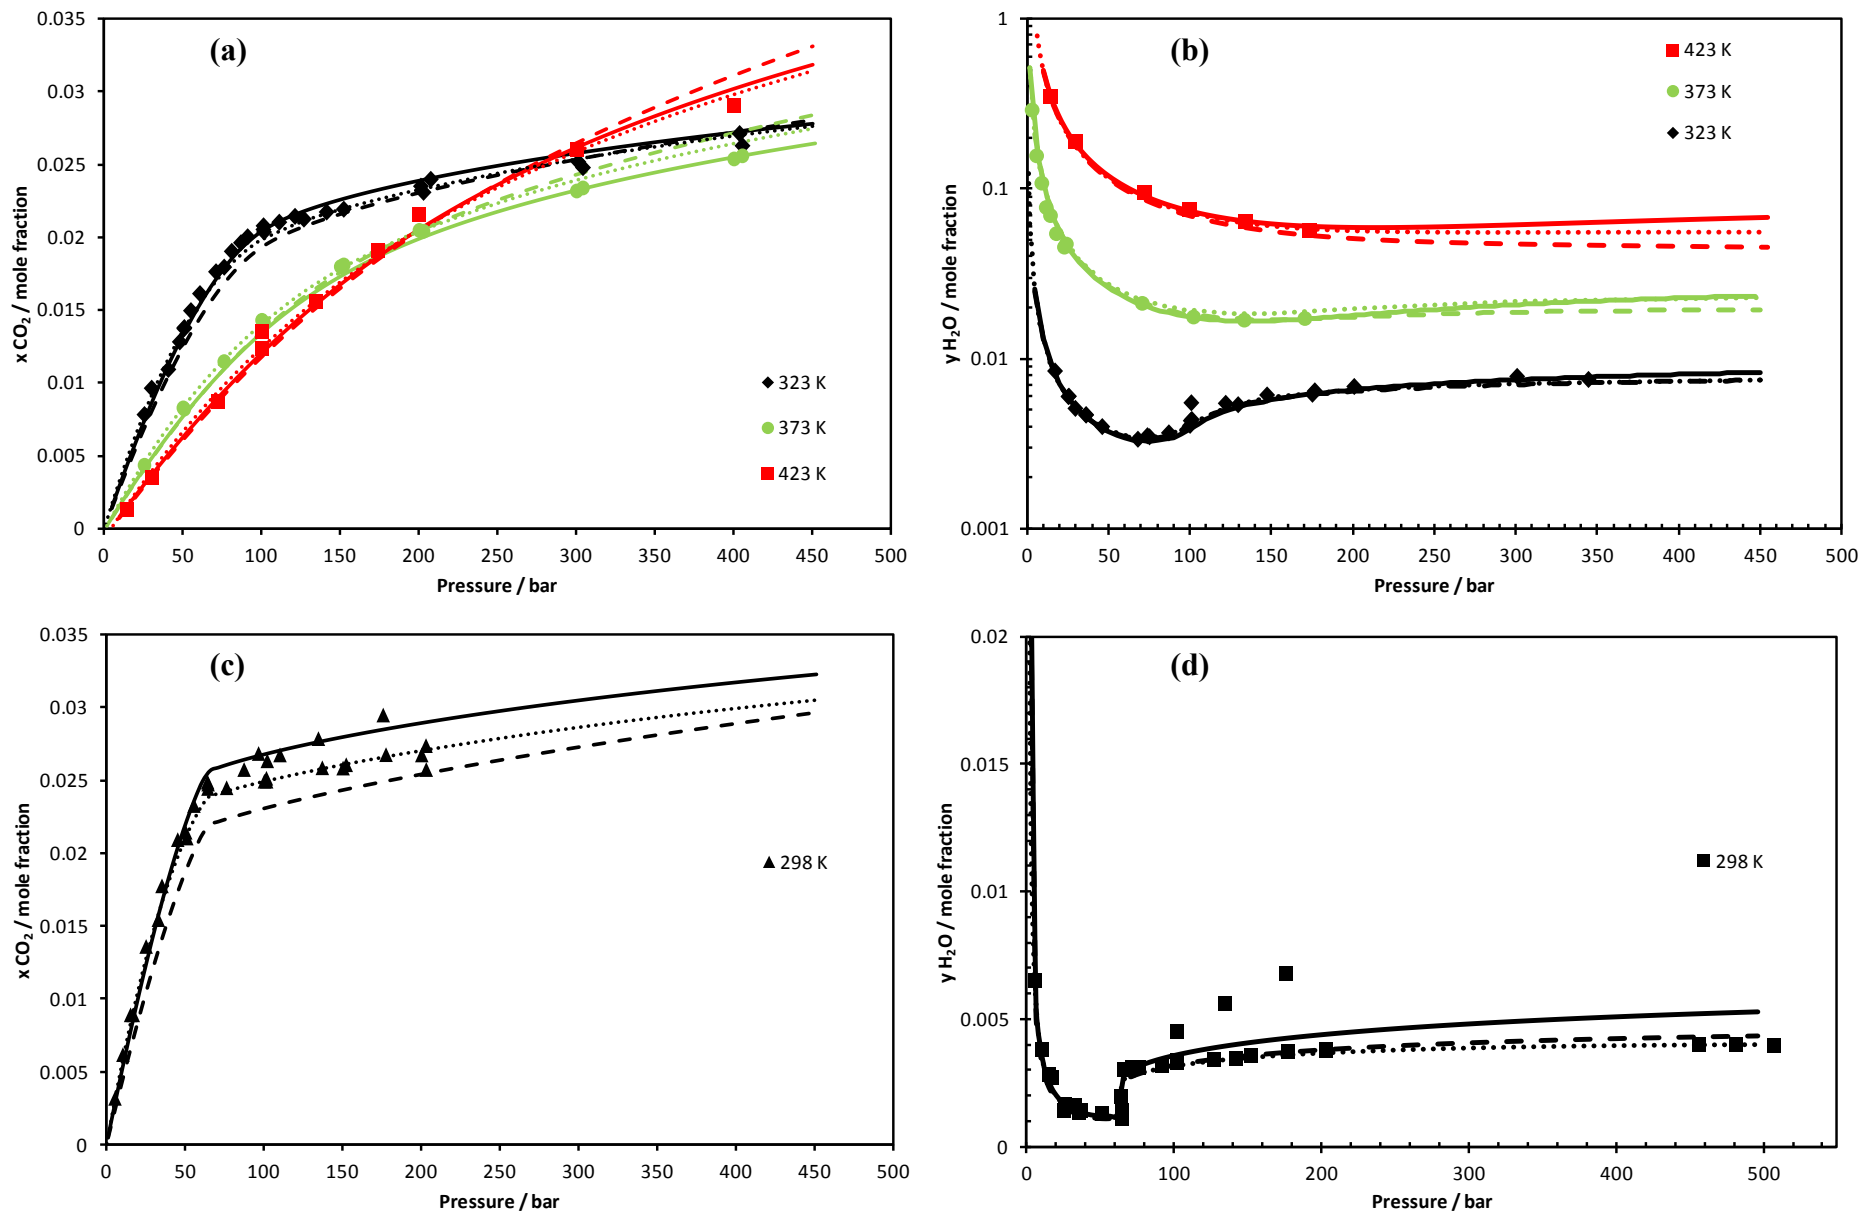 (a)
0.035
0.03
0.025
0.02
0.015
0.01
0.005
0
x CO₂ / mole fraction
323 K
373 K
423 K
0 50 100 150 200 250 300 350 400 450 500
Pressure / bar
(b)
1
0.1
0.01
0.001
y H₂O / mole fraction
423 K
373 K
323 K
0 50 100 150 200 250 300 350 400 450 500
Pressure / bar
(c)
0.035
0.03
0.025
0.02
0.015
0.01
0.005
0
x CO₂ / mole fraction
298 K
0 50 100 150 200 250 300 350 400 450 500
Pressure / bar
(d)
0.02
0.015
0.01
0.005
0
y H₂O / mole fraction
298 K
0 100 200 300 400 500
Pressure / bar